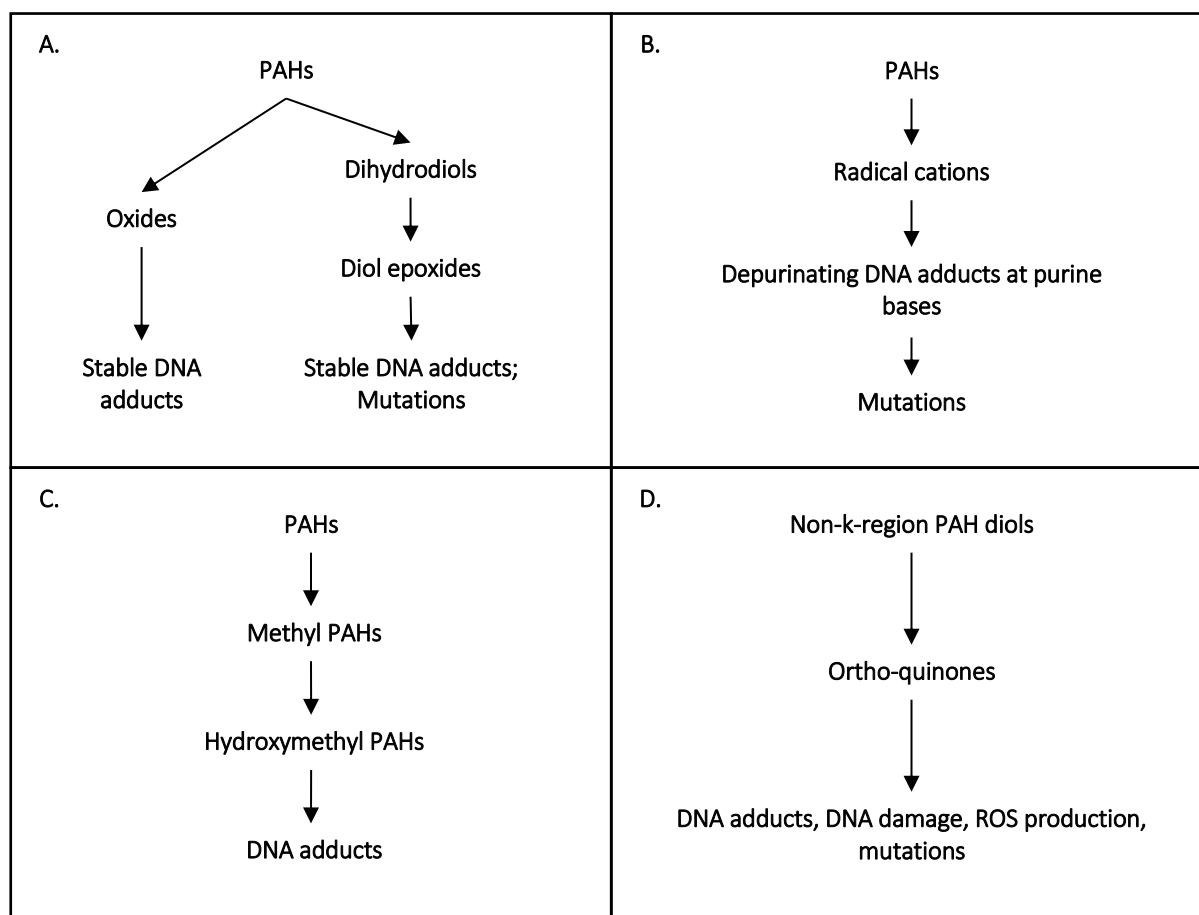 A.
PAHs
Dihydrodiols
Oxides
Diol epoxides
Stable DNA
adducts
Stable DNA adducts;
Mutations
B.
PAHs
Radical cations
Depurinating DNA adducts at purine
bases
Mutations
C.
PAHs
Methyl PAHs
Hydroxymethyl PAHs
DNA adducts
D.
Non-k-region PAH diols
Ortho-quinones
DNA adducts, DNA damage, ROS production,
mutations